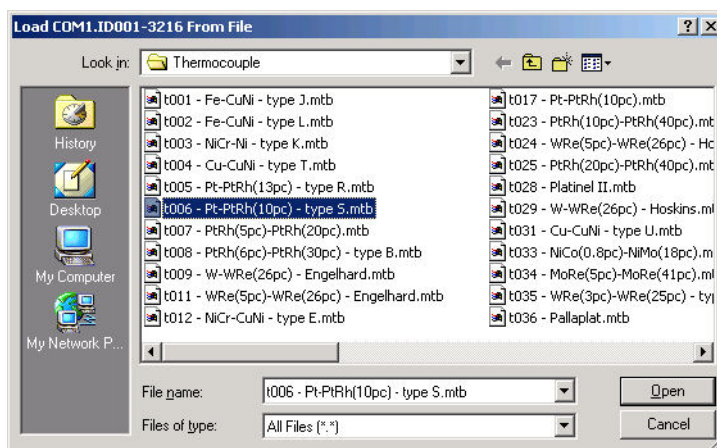 Load COM1.ID001-3216 From File
Look in:
Thermocouple
History
Desktop
My Computer
My Network P...
t001 - Fe-CuNi - type J.mtb
t002 - Fe-CuNi - type L.mtb
t003 - NiCr-Ni - type K.mtb
t004 - Cu-CuNi - type T.mtb
t005 - Pt-PtRh(13pc) - type R.mtb
t006 - Pt-PtRh(10pc) - type S.mtb
t007 - PtRh(5pc)-PtRh(20pc).mtb
t008 - PtRh(6pc)-PtRh(30pc) - type B.mtb
t009 - W-WRe(26pc) - Engelhard.mtb
t011 - WRe(5pc)-WRe(26pc) - Engelhard.mtb
t012 - NiCr-CuNi - type E.mtb
t017 - Pt-PtRh(10pc).mtb
t023 - PtRh(10pc)-PtRh(40pc).mt
t024 - WRe(5pc)-WRe(26pc) - Ho
t025 - PtRh(20pc)-PtRh(40pc).mt
t028 - Platinel II.mtb
t029 - W-WRe(26pc) - Hoskins.mt
t031 - Cu-CuNi - type U.mtb
t033 - NiCo(0.8pc)-NiMo(18pc).m
t034 - MoRe(5pc)-MoRe(41pc).mt
t035 - WRe(3pc)-WRe(25pc) - ty
t036 - Pallaplat.mtb
File name:
t006 - Pt-PtRh(10pc) - type S.mtb
Open
Files of type:
All Files (*.*)
Cancel